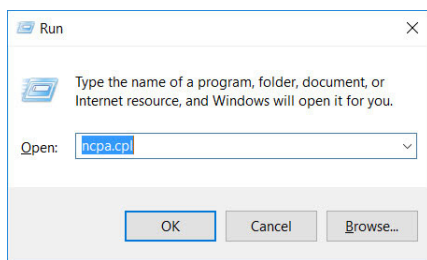 Run
Type the name of a program, folder, document, or
Internet resource, and Windows will open it for you.
Open: ncpa.cpl
OK Cancel Browse...